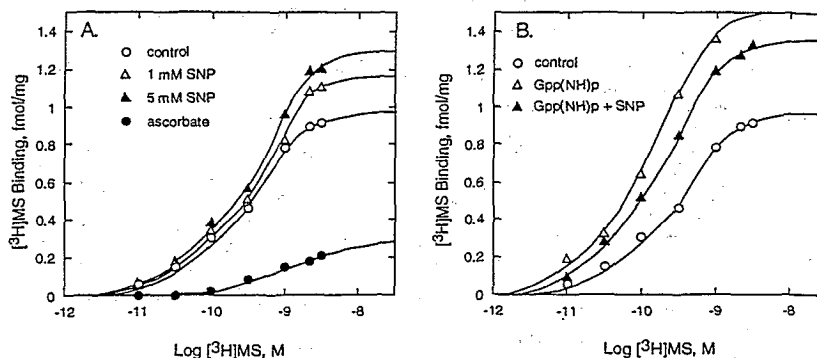 A.
control
1 mM SNP
5 mM SNP
ascorbate
[³H]MS Binding, fmol/mg
1.4
1.2
1
0.8
0.6
0.4
0.2
0
-12
-11
-10
-9
-8
Log [³H]MS, M
B.
control
Gpp(NH)p
Gpp(NH)p + SNP
[³H]MS Binding, fmol/mg
1.4
1.2
1
0.8
0.6
0.4
0.2
0
-12
-11
-10
-9
-8
Log [³H]MS, M